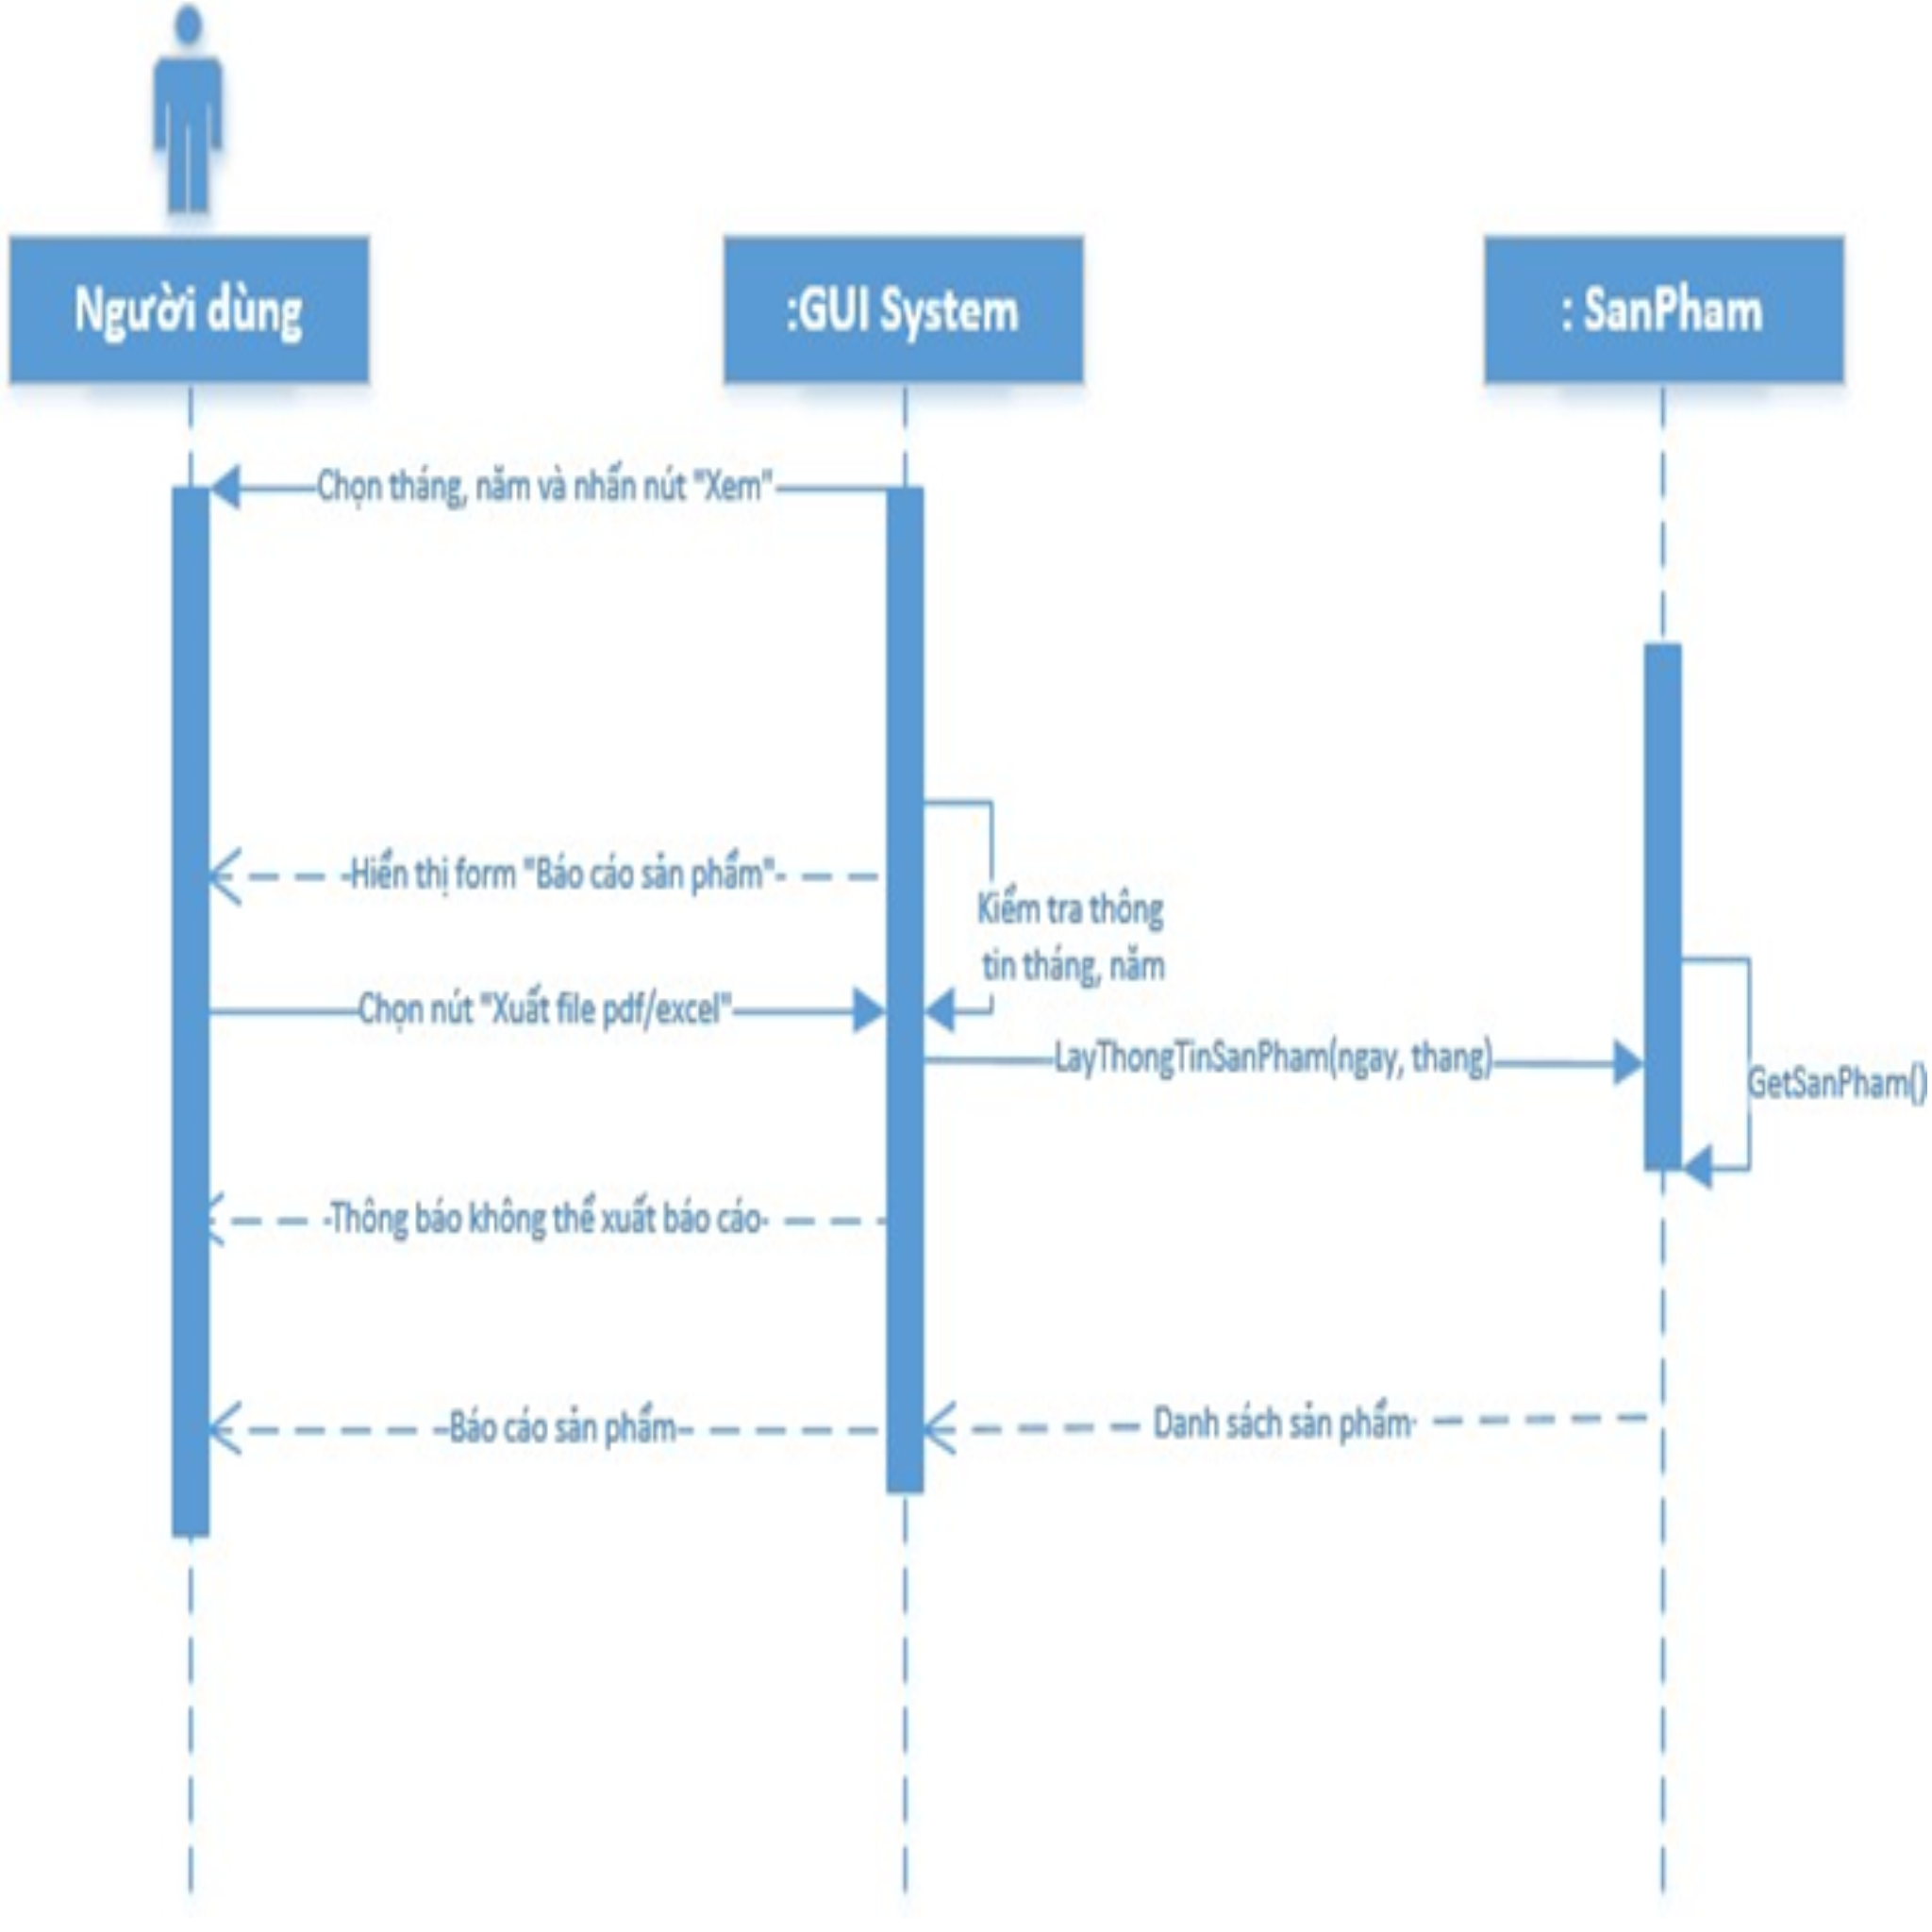 Người dùng
:GUI System
: SanPham
Chọn tháng, năm và nhấn nút "Xem"
Hiển thị form "Báo cáo sản phẩm"
Kiểm tra thông
tin tháng, năm
Chọn nút "Xuất file pdf/excel"
LayThongTinSanPham(ngay, thang)
GetSanPham()
Thông báo không thể xuất báo cáo
Báo cáo sản phẩm
Danh sách sản phẩm